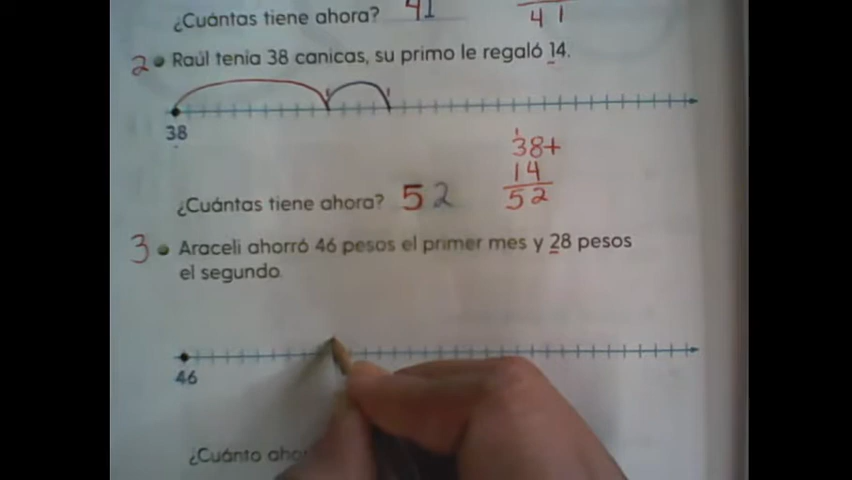 ¿Cuántas tiene ahora? 41
41
2 Raúl tenía 38 canicas, su primo le regaló 14.
38
1
38+
14
52
¿Cuántas tiene ahora? 52
3 Araceli ahorró 46 pesos el primer mes y 28 pesos
el segundo
46
¿Cuánto